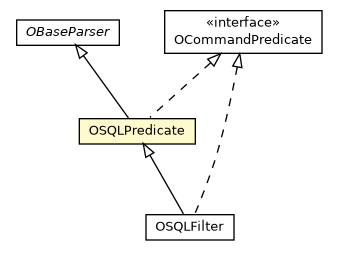 OBaseParser
«interface»
OCommandPredicate
OSQLPredicate
OSQLFilter